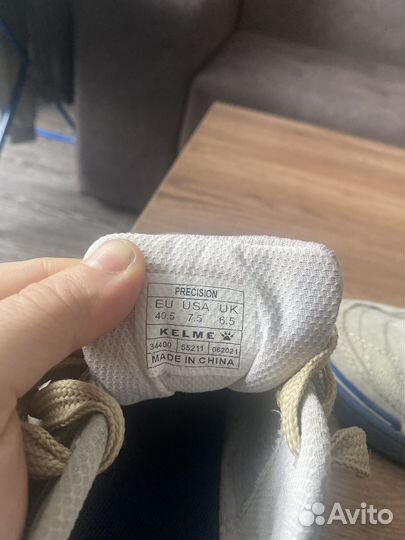 PRECISION
EU USA UK
40.5 7.5 6.5
KELME
34400 55211 062021
MADE IN CHINA
Avito